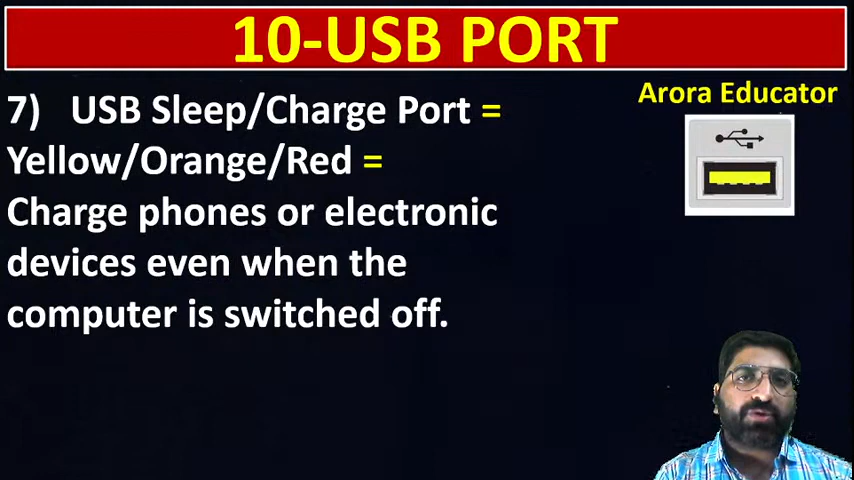 10-USB PORT
Arora Educator
7) USB Sleep/Charge Port =
Yellow/Orange/Red =
Charge phones or electronic
devices even when the
computer is switched off.